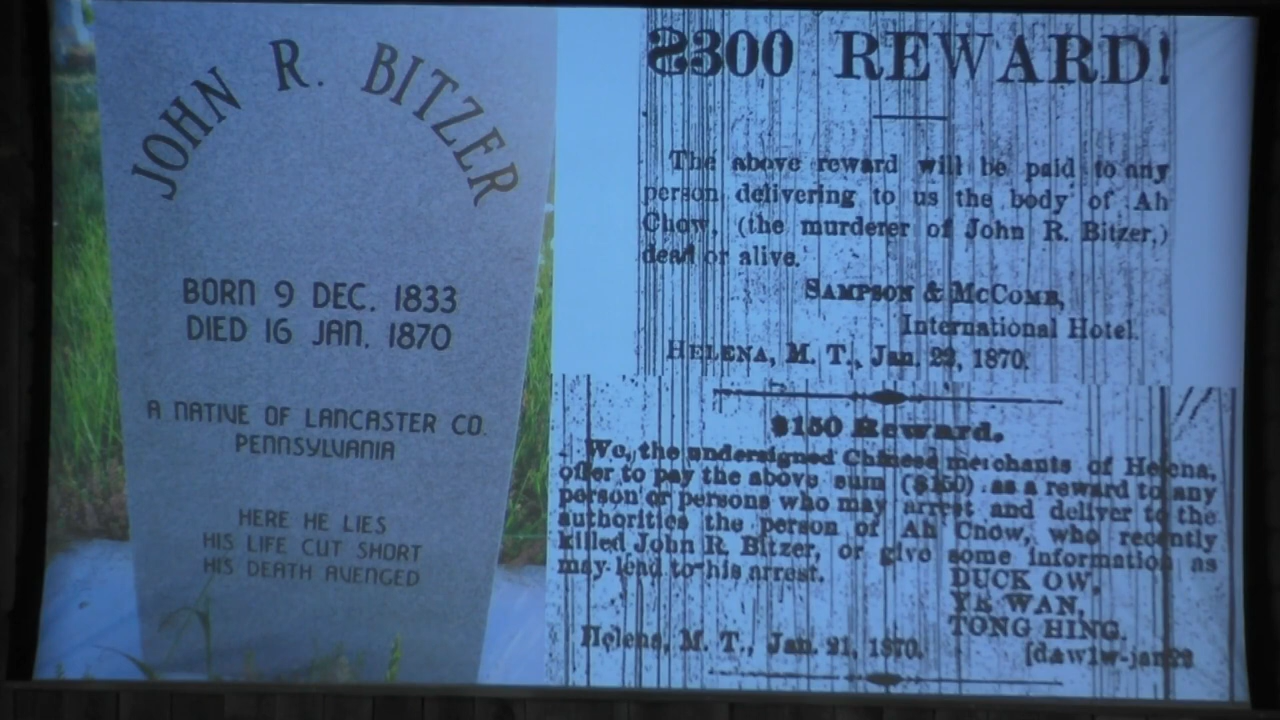 JOHN R. BITZER
BORN 9 DEC. 1833
DIED 16 JAN. 1870
A NATIVE OF LANCASTER CO.
PENNSYLVANIA
HERE HE LIES
HIS LIFE CUT SHORT
HIS DEATH AVENGED
$300 REWARD!
The above reward will be paid to any
person delivering to us the body of Ah
Chow, (the murderer of John R. Bitzer,)
dead or alive.
SAMPSON & McCOMB,
International Hotel.
HELENA, M. T., Jan. 22, 1870.
$150 Reward.
We, the undersigned Chinese merchants of Helena,
offer to pay the above sum ($150) as a reward to any
person or persons who may arrest and deliver to the
authorities the person of Ah Chow, who recently
killed John R. Bitzer, or give some information as
may lead to his arrest.
DUCK OW,
YE WAN,
TONG HING.
Helena, M. T., Jan. 21, 1870.
[d&w1w-jan22